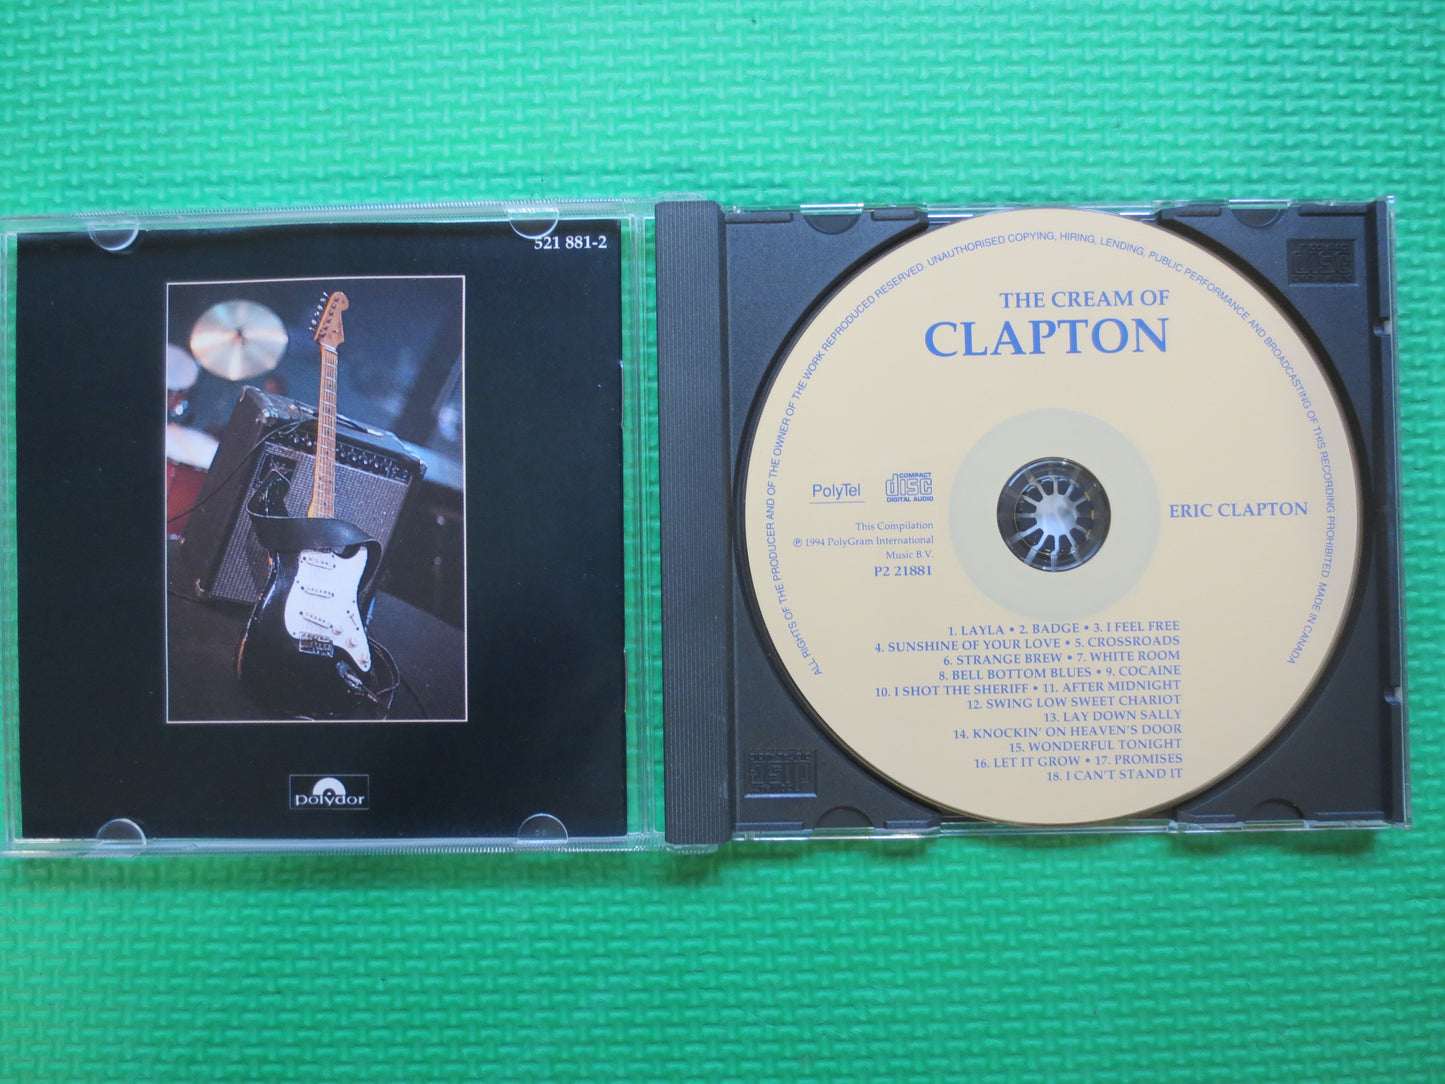 521 881-2
polydor
THE CREAM OF
CLAPTON
PolyTel
COMPACT
disc
DIGITAL AUDIO
ERIC CLAPTON
This Compilation
℗ 1994 PolyGram International
Music B.V.
P2 21881
1. LAYLA • 2. BADGE • 3. I FEEL FREE
4. SUNSHINE OF YOUR LOVE • 5. CROSSROADS
6. STRANGE BREW • 7. WHITE ROOM
8. BELL BOTTOM BLUES • 9. COCAINE
10. I SHOT THE SHERIFF • 11. AFTER MIDNIGHT
12. SWING LOW SWEET CHARIOT
13. LAY DOWN SALLY
14. KNOCKIN' ON HEAVEN'S DOOR
15. WONDERFUL TONIGHT
16. LET IT GROW • 17. PROMISES
18. I CAN'T STAND IT
ALL RIGHTS OF THE PRODUCER AND OF THE OWNER OF THE WORK REPRODUCED RESERVED. UNAUTHORISED COPYING, HIRING, LENDING, PUBLIC PERFORMANCE AND BROADCASTING OF THIS RECORDING PROHIBITED. MADE IN CANADA